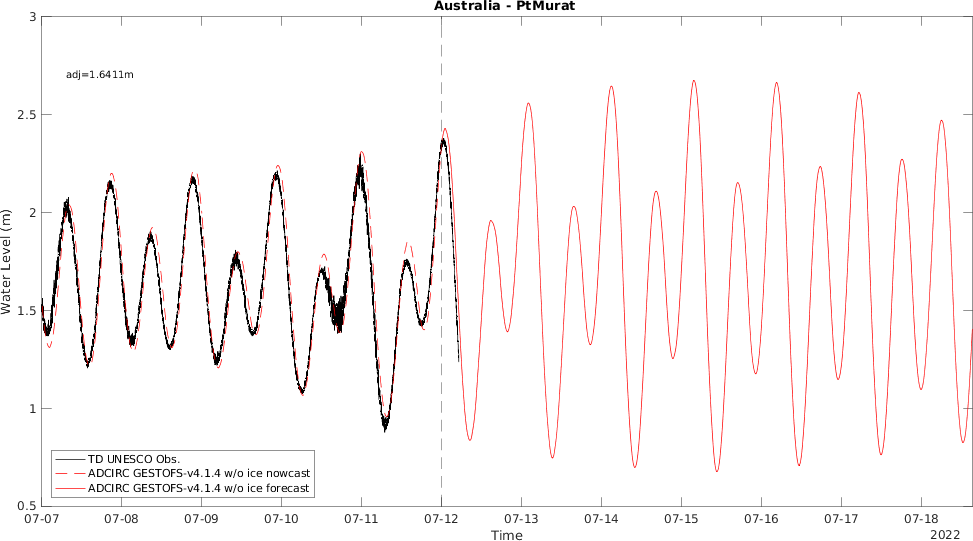 Australia - PtMurat
3
2.5
2
1.5
1
0.5
Water Level (m)
adj=1.6411m
TD UNESCO Obs.
ADCIRC GESTOFS-v4.1.4 w/o ice nowcast
ADCIRC GESTOFS-v4.1.4 w/o ice forecast
07-07 07-08 07-09 07-10 07-11 07-12 07-13 07-14 07-15 07-16 07-17 07-18
Time
2022